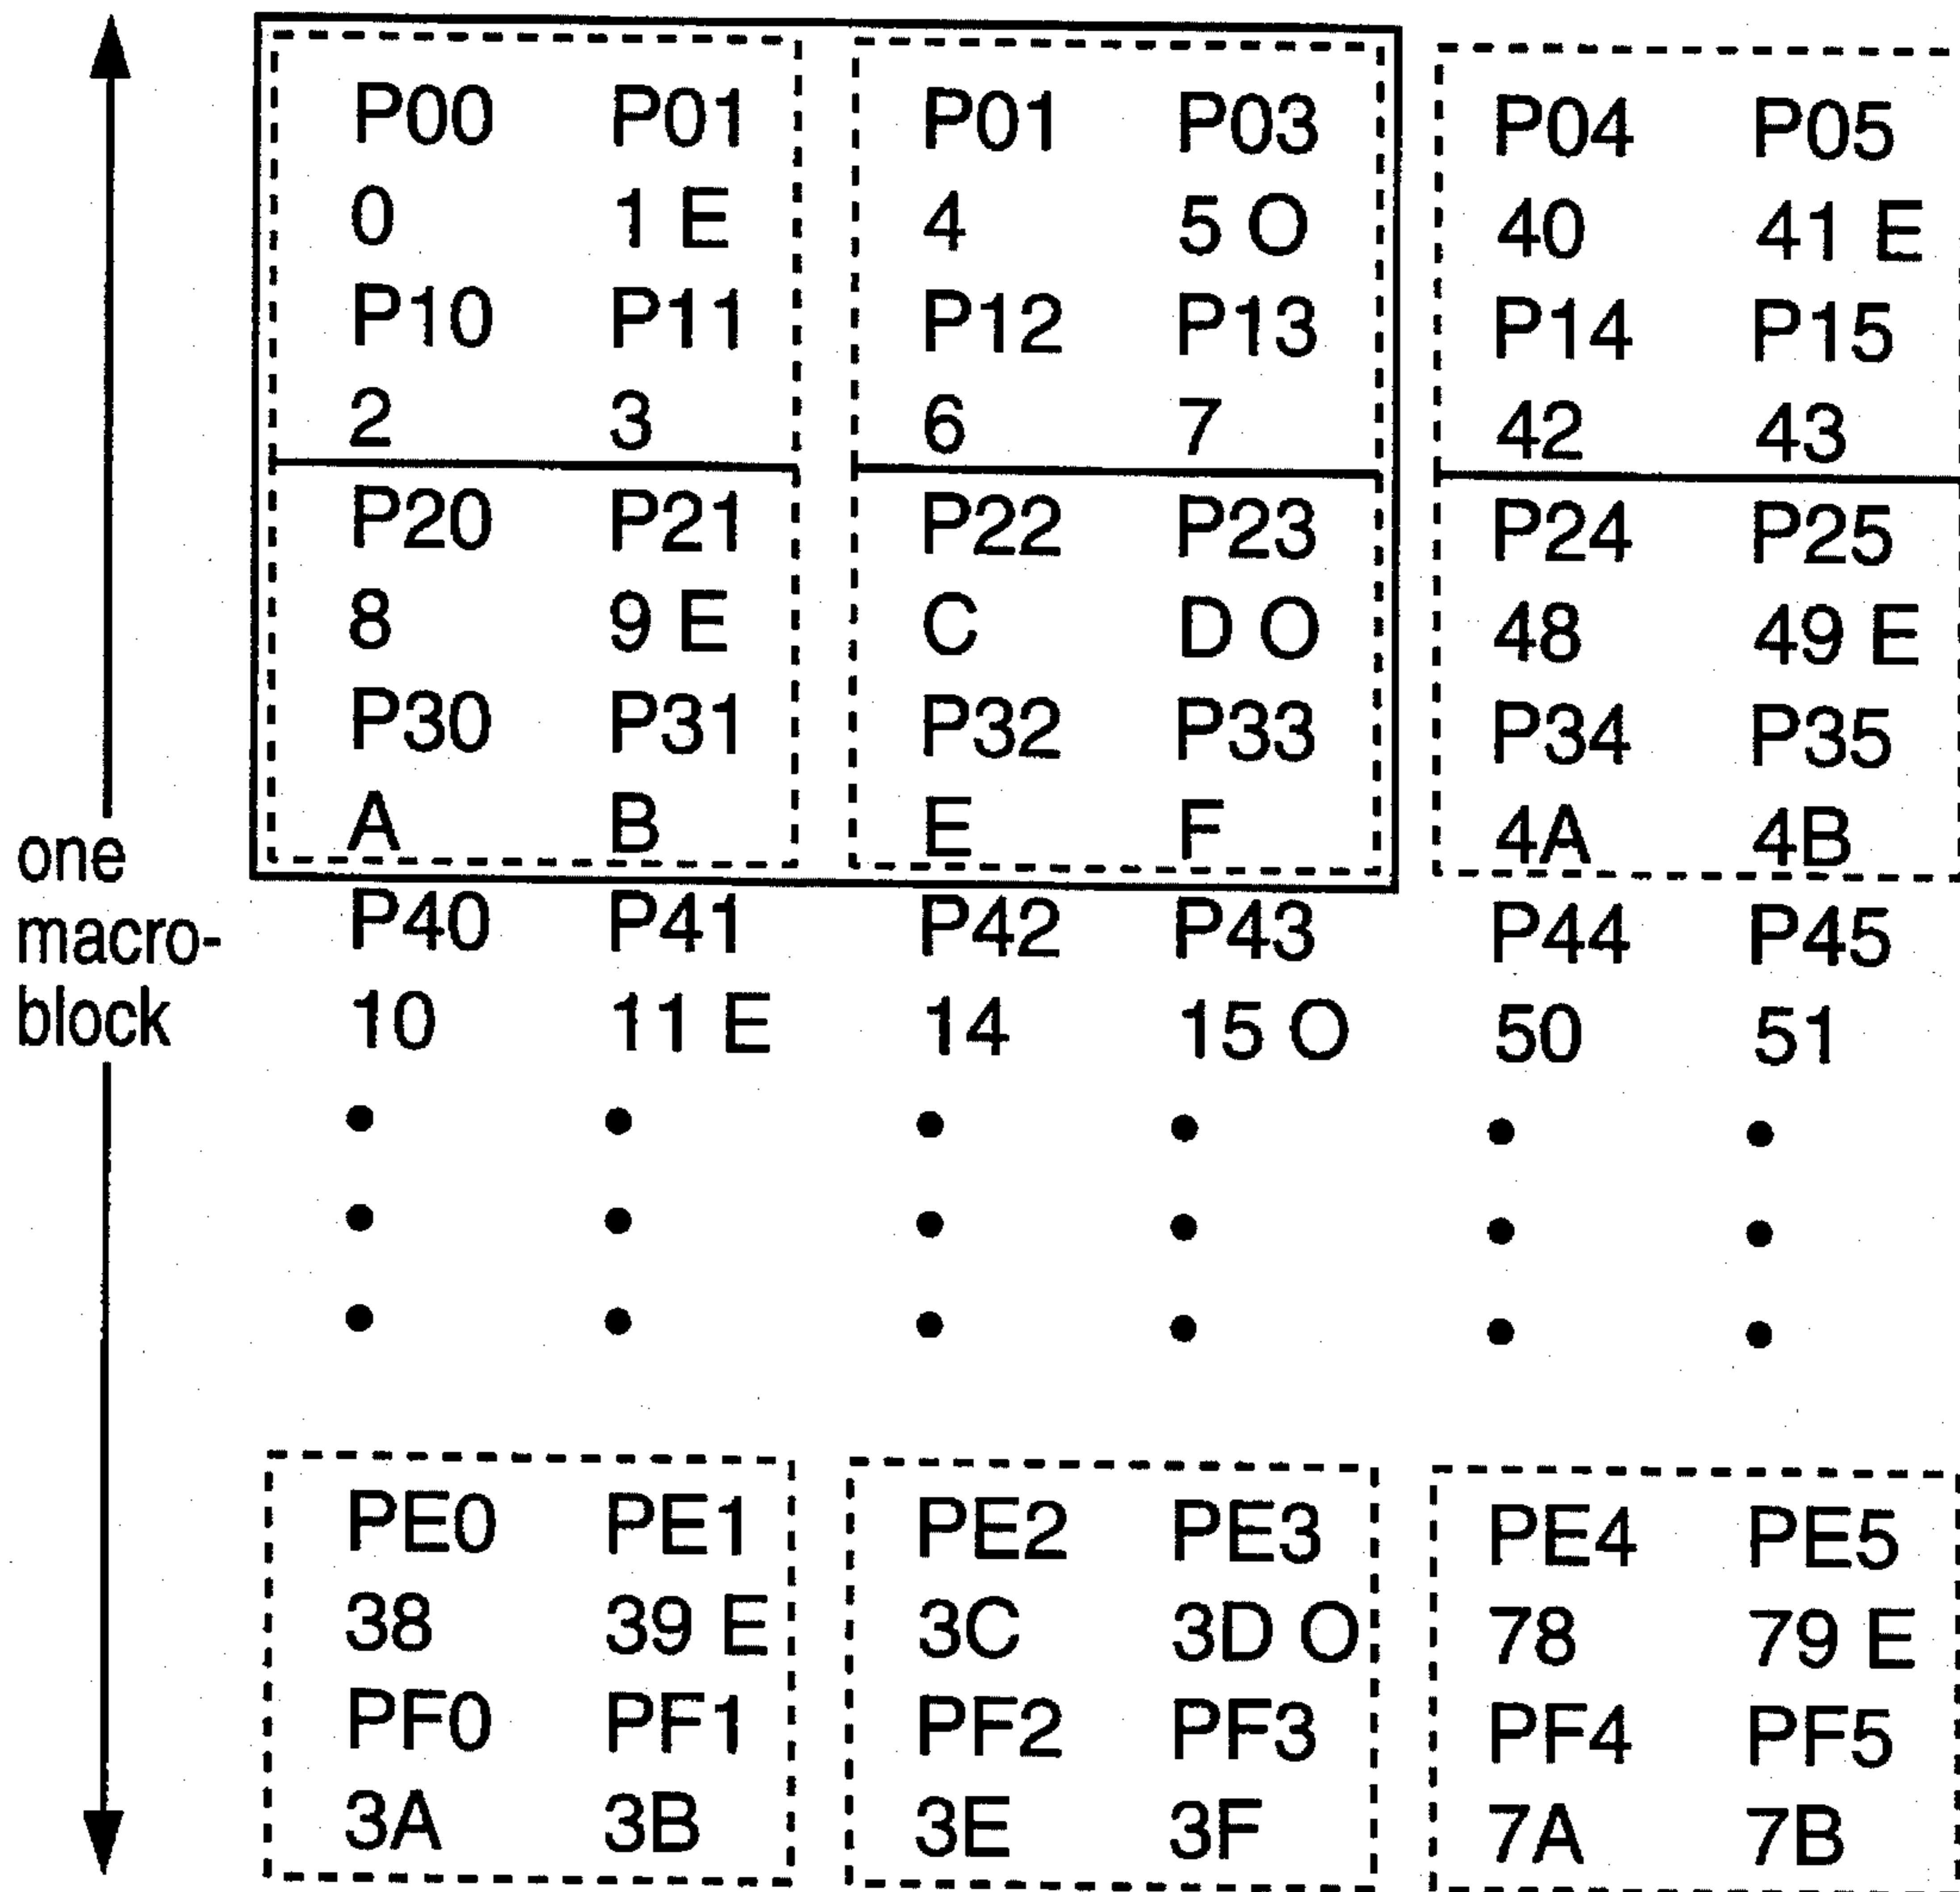 P00 P01 P01 P03 P04 P05
0 1 E 4 5 O 40 41 E
P10 P11 P12 P13 P14 P15
2 3 6 7 42 43
P20 P21 P22 P23 P24 P25
8 9 E C D O 48 49 E
P30 P31 P32 P33 P34 P35
A B E F 4A 4B
one
macro-
block
P40 P41 P42 P43 P44 P45
10 11 E 14 15 O 50 51
PE0 PE1 PE2 PE3 PE4 PE5
38 39 E 3C 3D O 78 79 E
PF0 PF1 PF2 PF3 PF4 PF5
3A 3B 3E 3F 7A 7B